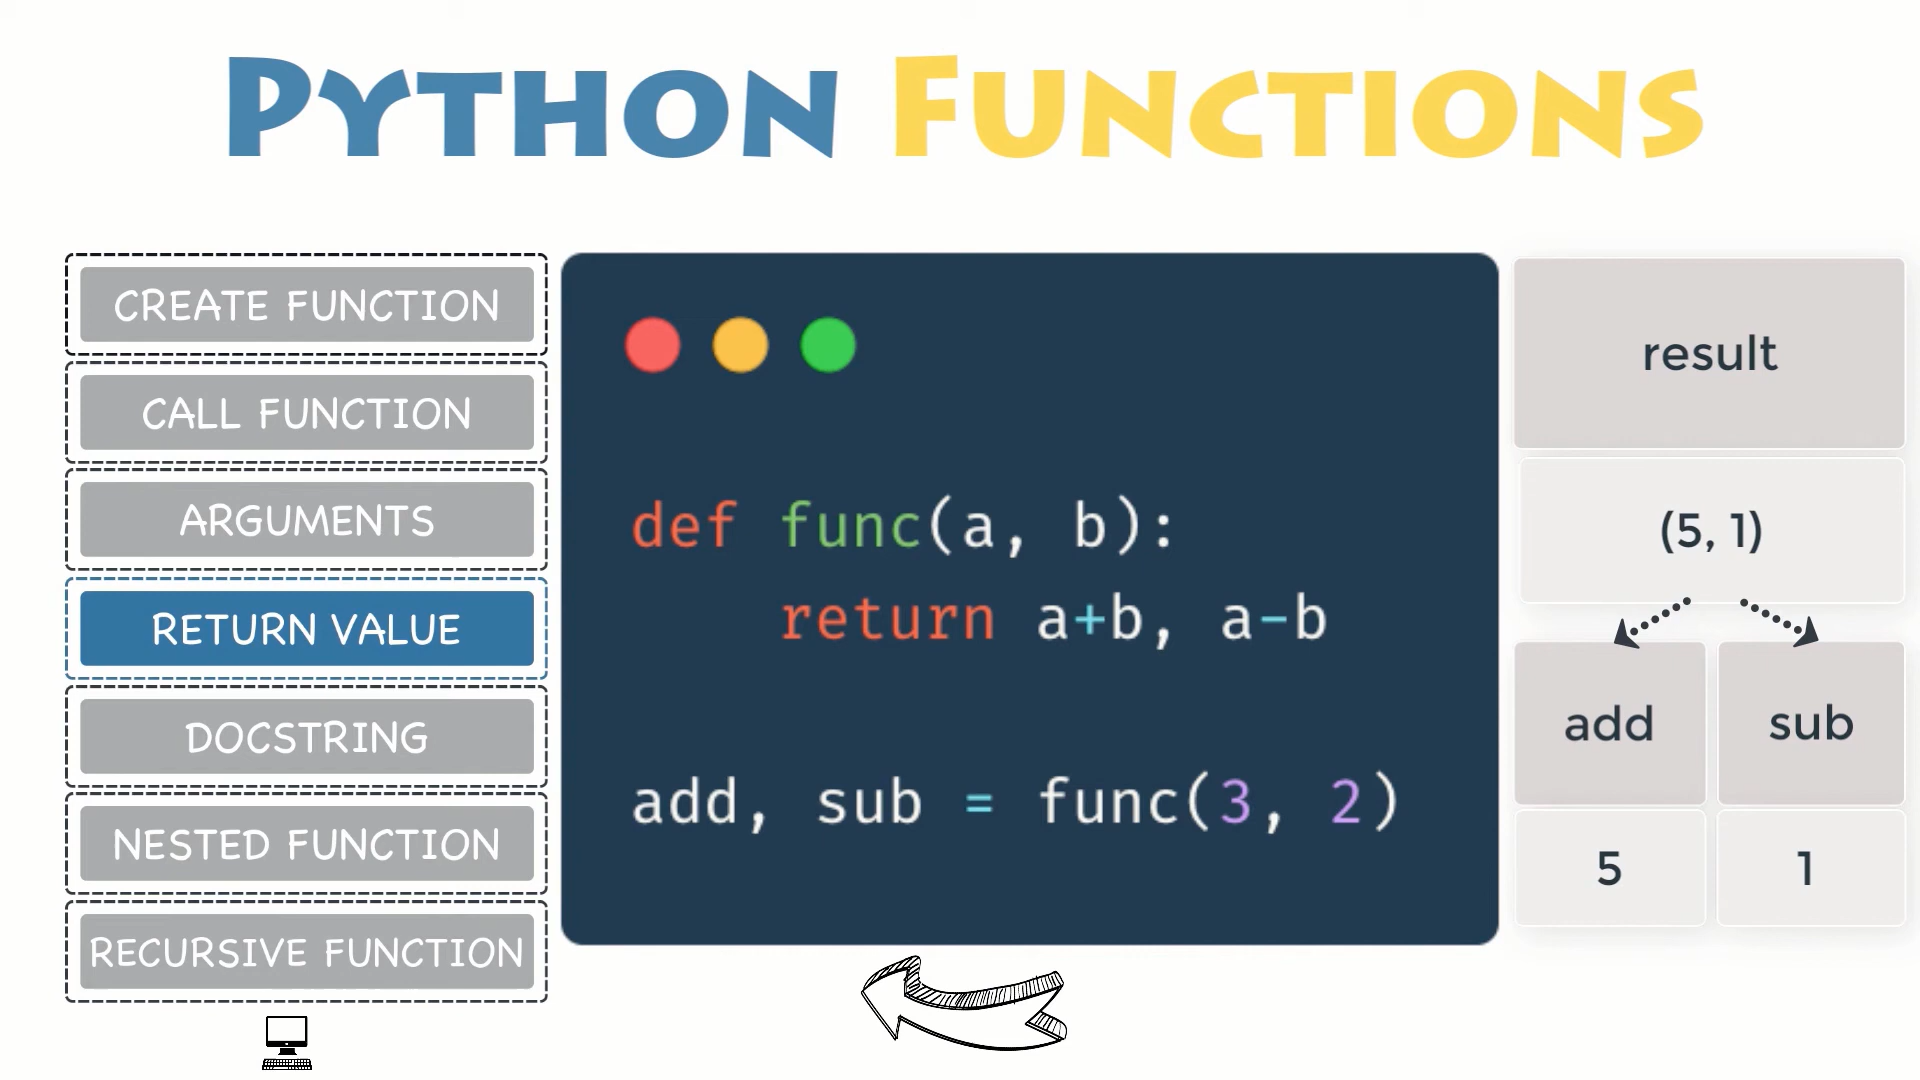 PYTHON FUNCTIONS
CREATE FUNCTION
CALL FUNCTION
ARGUMENTS
RETURN VALUE
DOCSTRING
NESTED FUNCTION
RECURSIVE FUNCTION
def func(a, b):
    return a+b, a-b
add, sub = func(3, 2)
result
(5, 1)
add sub
5 1